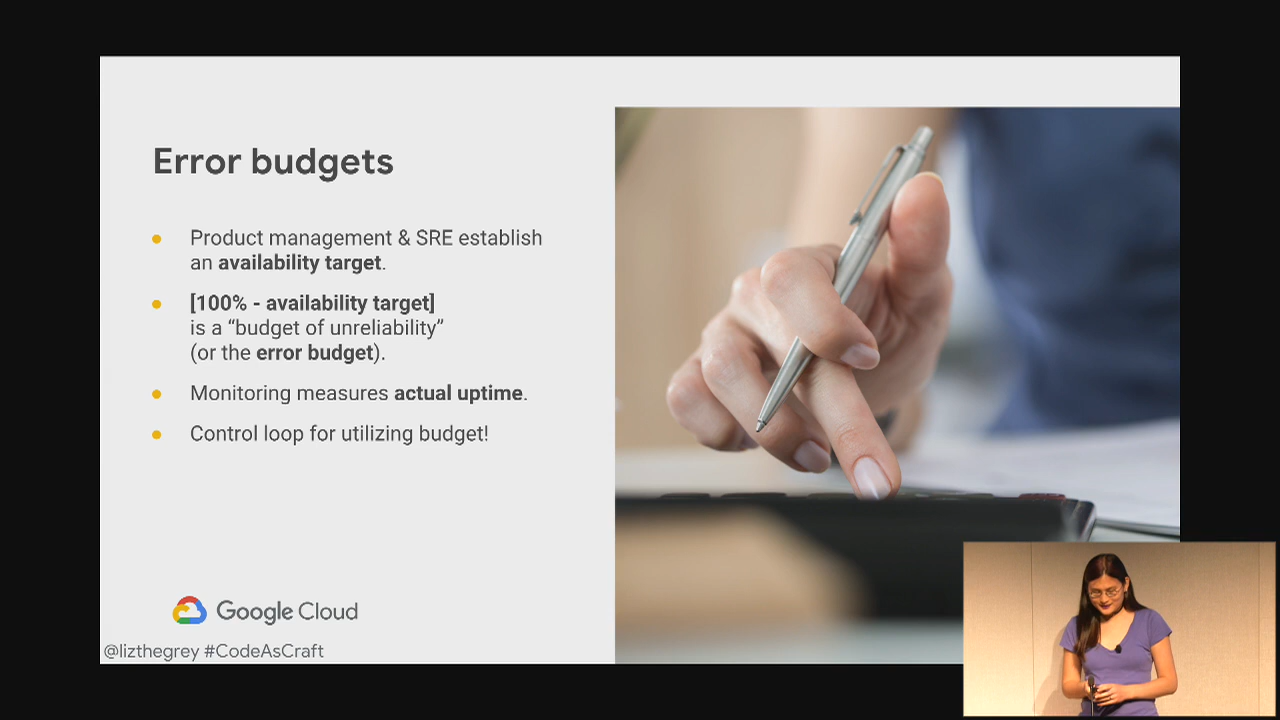 Error budgets
Product management & SRE establish
an availability target.
[100% - availability target]
is a “budget of unreliability”
(or the error budget).
Monitoring measures actual uptime.
Control loop for utilizing budget!
Google Cloud
@lizthegrey #CodeAsCraft